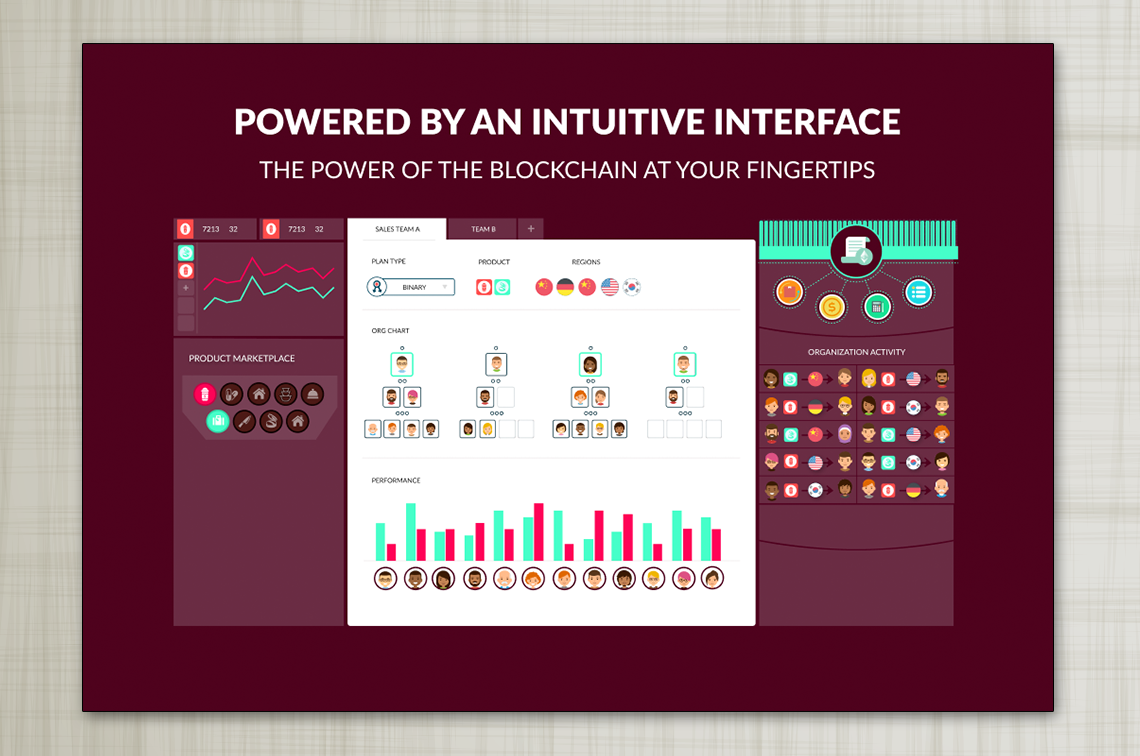 POWERED BY AN INTUITIVE INTERFACE
THE POWER OF THE BLOCKCHAIN AT YOUR FINGERTIPS
7213 32
7213 32
SALES TEAM A
TEAM B
+
PLAN TYPE
PRODUCT
REGIONS
BINARY
+
ORG CHART
PRODUCT MARKETPLACE
ORGANIZATION ACTIVITY
PERFORMANCE